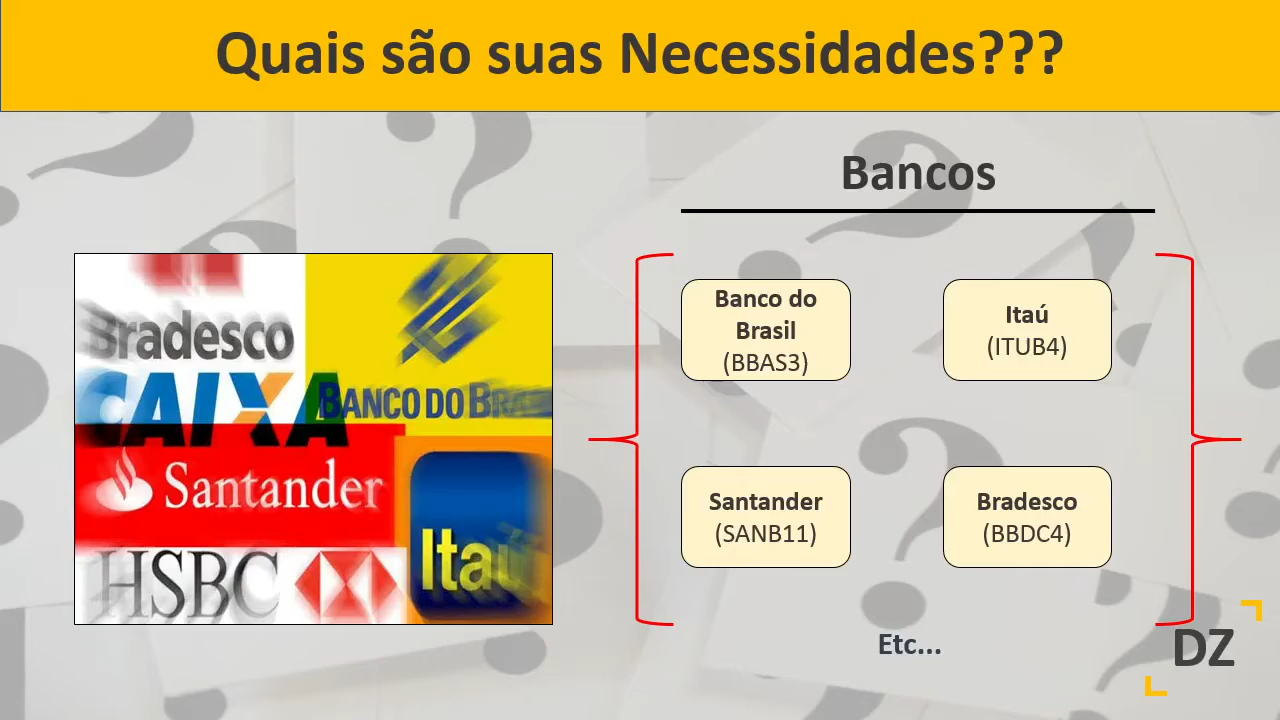 Quais são suas Necessidades???
Bancos
Bradesco
CAIXA
BANCO DO BRASIL
Santander
HSBC
Itaú
Banco do
Brasil
(BBAS3)
Itaú
(ITUB4)
Santander
(SANB11)
Bradesco
(BBDC4)
Etc...
DZ